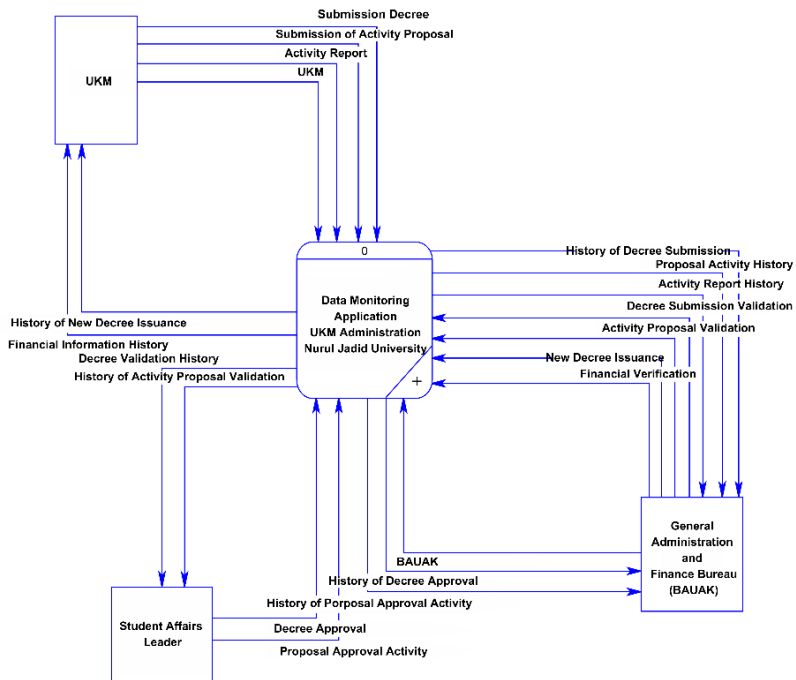 Submission Decree
Submission of Activity Proposal
Activity Report
UKM
UKM
0
Data Monitoring
Application
UKM Administration
Nurul Jadid University
+
History of Decree Submission
Proposal Activity History
Activity Report History
Decree Submission Validation
Activity Proposal Validation
New Decree Issuance
Financial Verification
History of New Decree Issuance
Financial Information History
Decree Validation History
History of Activity Proposal Validation
General
Administration
and
Finance Bureau
(BAUAK)
BAUAK
History of Decree Approval
History of Porposal Approval Activity
Decree Approval
Proposal Approval Activity
Student Affairs
Leader